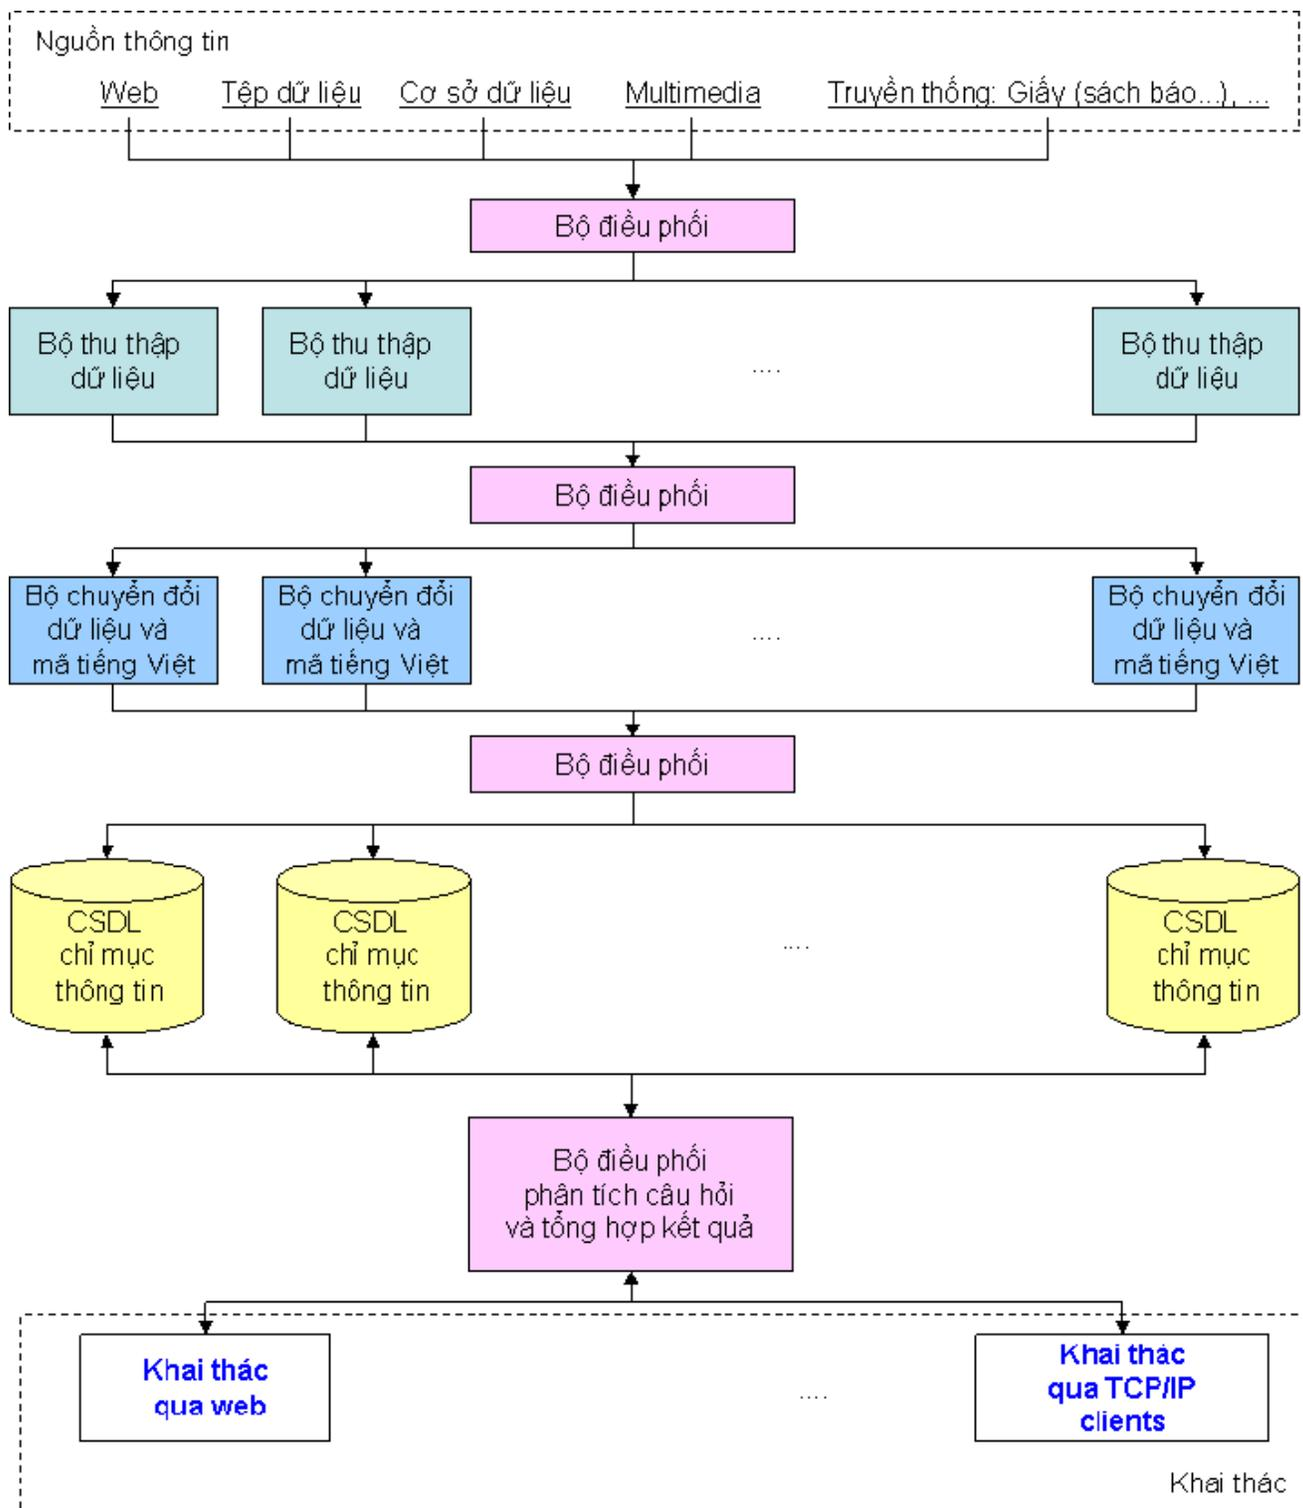 Nguồn thông tin
Web Tệp dữ liệu Cơ sở dữ liệu Multimedia Truyền thống: Giấy (sách báo...), ...
Bộ điều phối
Bộ thu thập
dữ liệu
Bộ thu thập
dữ liệu
....
Bộ thu thập
dữ liệu
Bộ điều phối
Bộ chuyển đổi
dữ liệu và
mã tiếng Việt
Bộ chuyển đổi
dữ liệu và
mã tiếng Việt
....
Bộ chuyển đổi
dữ liệu và
mã tiếng Việt
Bộ điều phối
CSDL
chỉ mục
thông tin
CSDL
chỉ mục
thông tin
....
CSDL
chỉ mục
thông tin
Bộ điều phối
phân tích câu hỏi
và tổng hợp kết quả
Khai thác
qua web
....
Khai thác
qua TCP/IP
clients
Khai thác